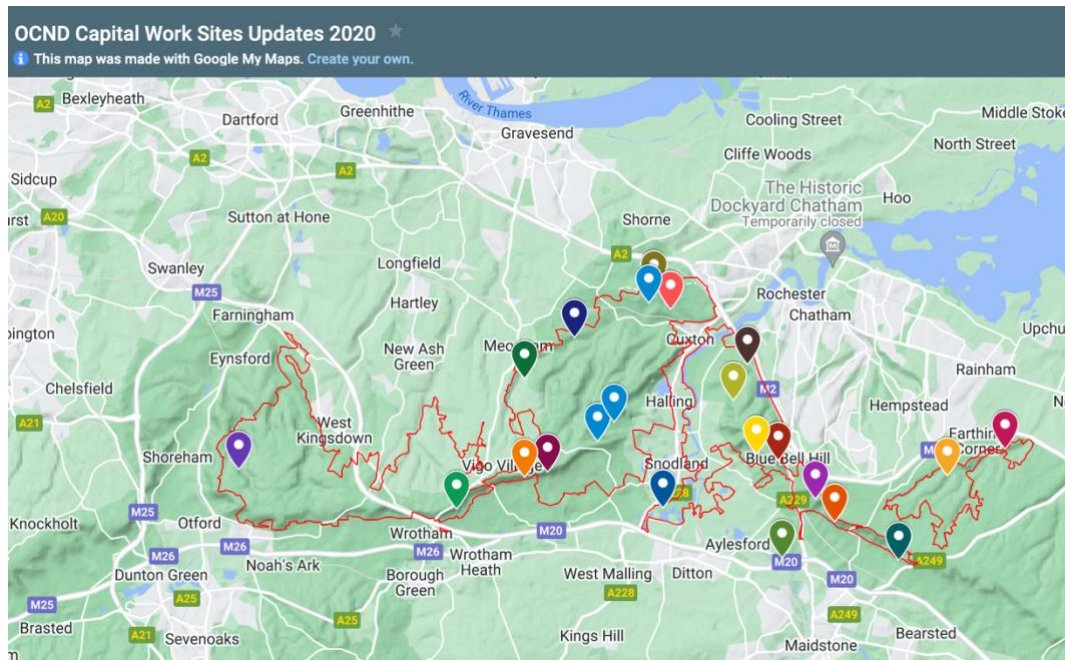 OCND Capital Work Sites Updates 2020
This map was made with Google My Maps. Create your own.
A2
Bexleyheath
Dartford
Greenhithe
River Thames
Gravesend
Cooling Street
Middle Stoke
North Street
Cliffe Woods
A2
A2
Sidcup
A20
Sutton at Hone
The Historic
Dockyard Chatham
Temporarily closed
Hoo
Shorne
A2
Longfield
Swanley
M25
Hartley
Rochester
Chatham
Farningham
Eynsford
New Ash
Green
Cuxton
Rainham
Chelsfield
M2
Halling
Hempstead
A21
West
Kingsdown
Shoreham
Vigo Village
Snodland
Blue Bell Hill
Corner
A229
Knockholt
M25
Otford
Wrotham
M20
M26
M26
Noah's Ark
Wrotham
Heath
Aylesford
M20
A249
Dunton Green
M26
Borough
Green
West Malling
Ditton
M20
A228
M25
A25
A25
A249
Brasted
A21
Sevenoaks
Kings Hill
Maidstone
Bearsted